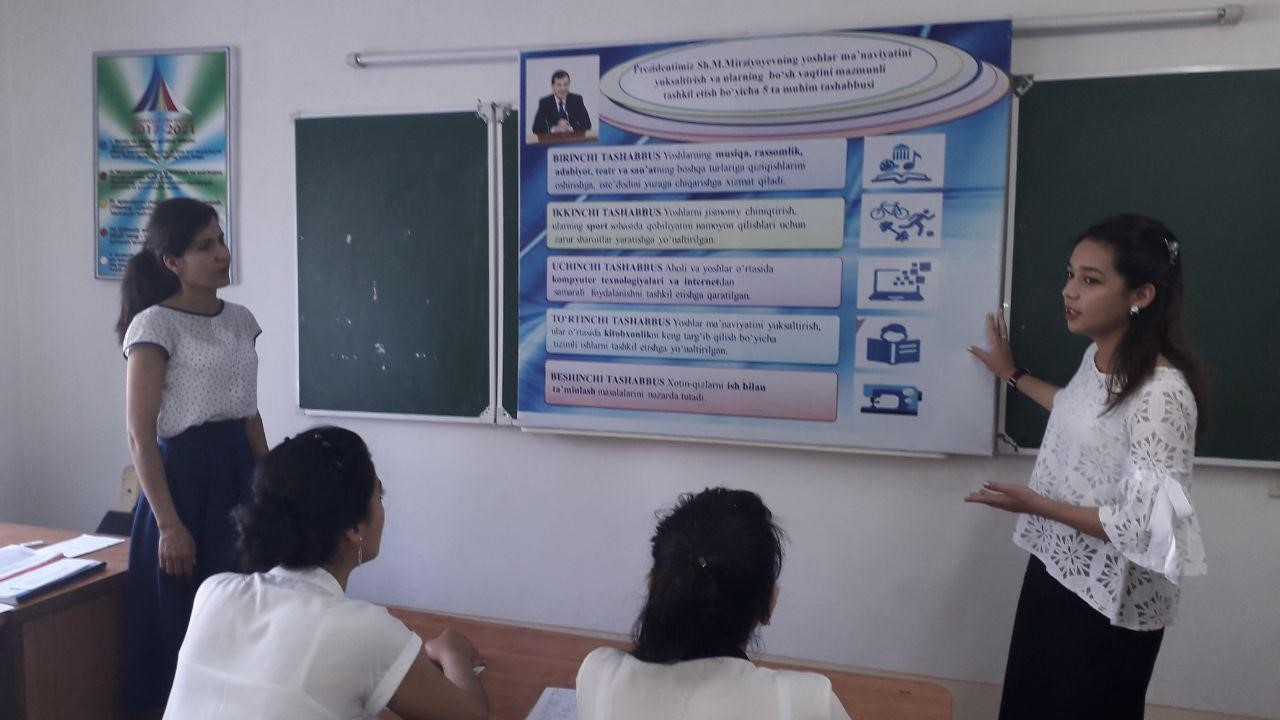 2017-2021
Prezidentimiz Sh.M.Mirziyoyevning yoshlar ma'naviyatini
yuksaltirish va ularning bo'sh vaqtini mazmunli
tashkil etish bo'yicha 5 ta muhim tashabbusi
BIRINCHI TASHABBUS Yoshlarning musiqa, rassomlik,
adabiyot, teatr va san'atning boshqa turlariga qiziqishlarini
oshirishga, iste'dodini yuzaga chiqarishga xizmat qiladi.
IKKINCHI TASHABBUS Yoshlarni jismoniy chiniqtirish,
ularning sport sohasida qobiliyatini namoyon qilishlari uchun
zarur sharoitlar yaratishga yo'naltirilgan.
UCHINCHI TASHABBUS Aholi va yoshlar o'rtasida
kompyuter texnologiyalari va internetdan
samarali foydalanishni tashkil etishga qaratilgan.
TO'RTINCHI TASHABBUS Yoshlar ma'naviyatini yuksaltirish,
ular o'rtasida kitobxonlikni keng targ'ib qilish bo'yicha
tizimli ishlarni tashkil etishga yo'naltirilgan.
BESHINCHI TASHABBUS Xotin-qizlarni ish bilan
ta'minlash masalalarini nazarda tutadi.